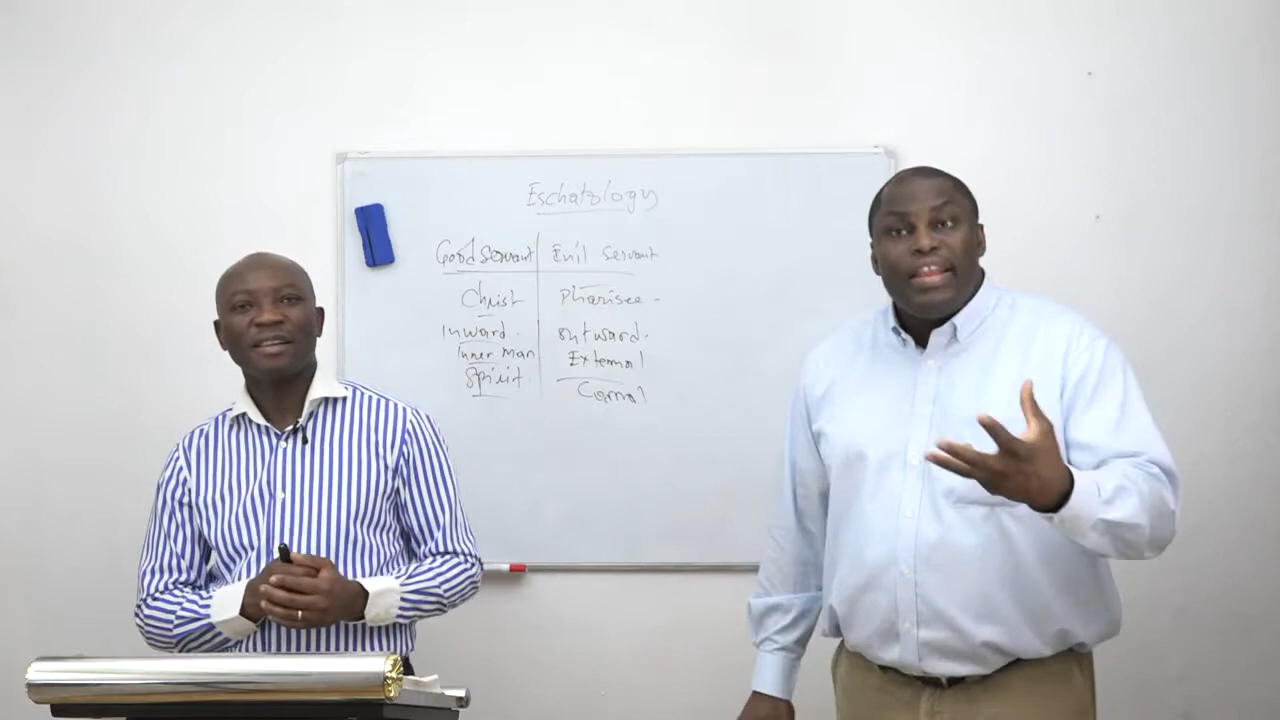 Eschatology
Good servant Evil servant
Christ Pharisee -
Inward. outward.
Inner man External
Spirit. Carnal